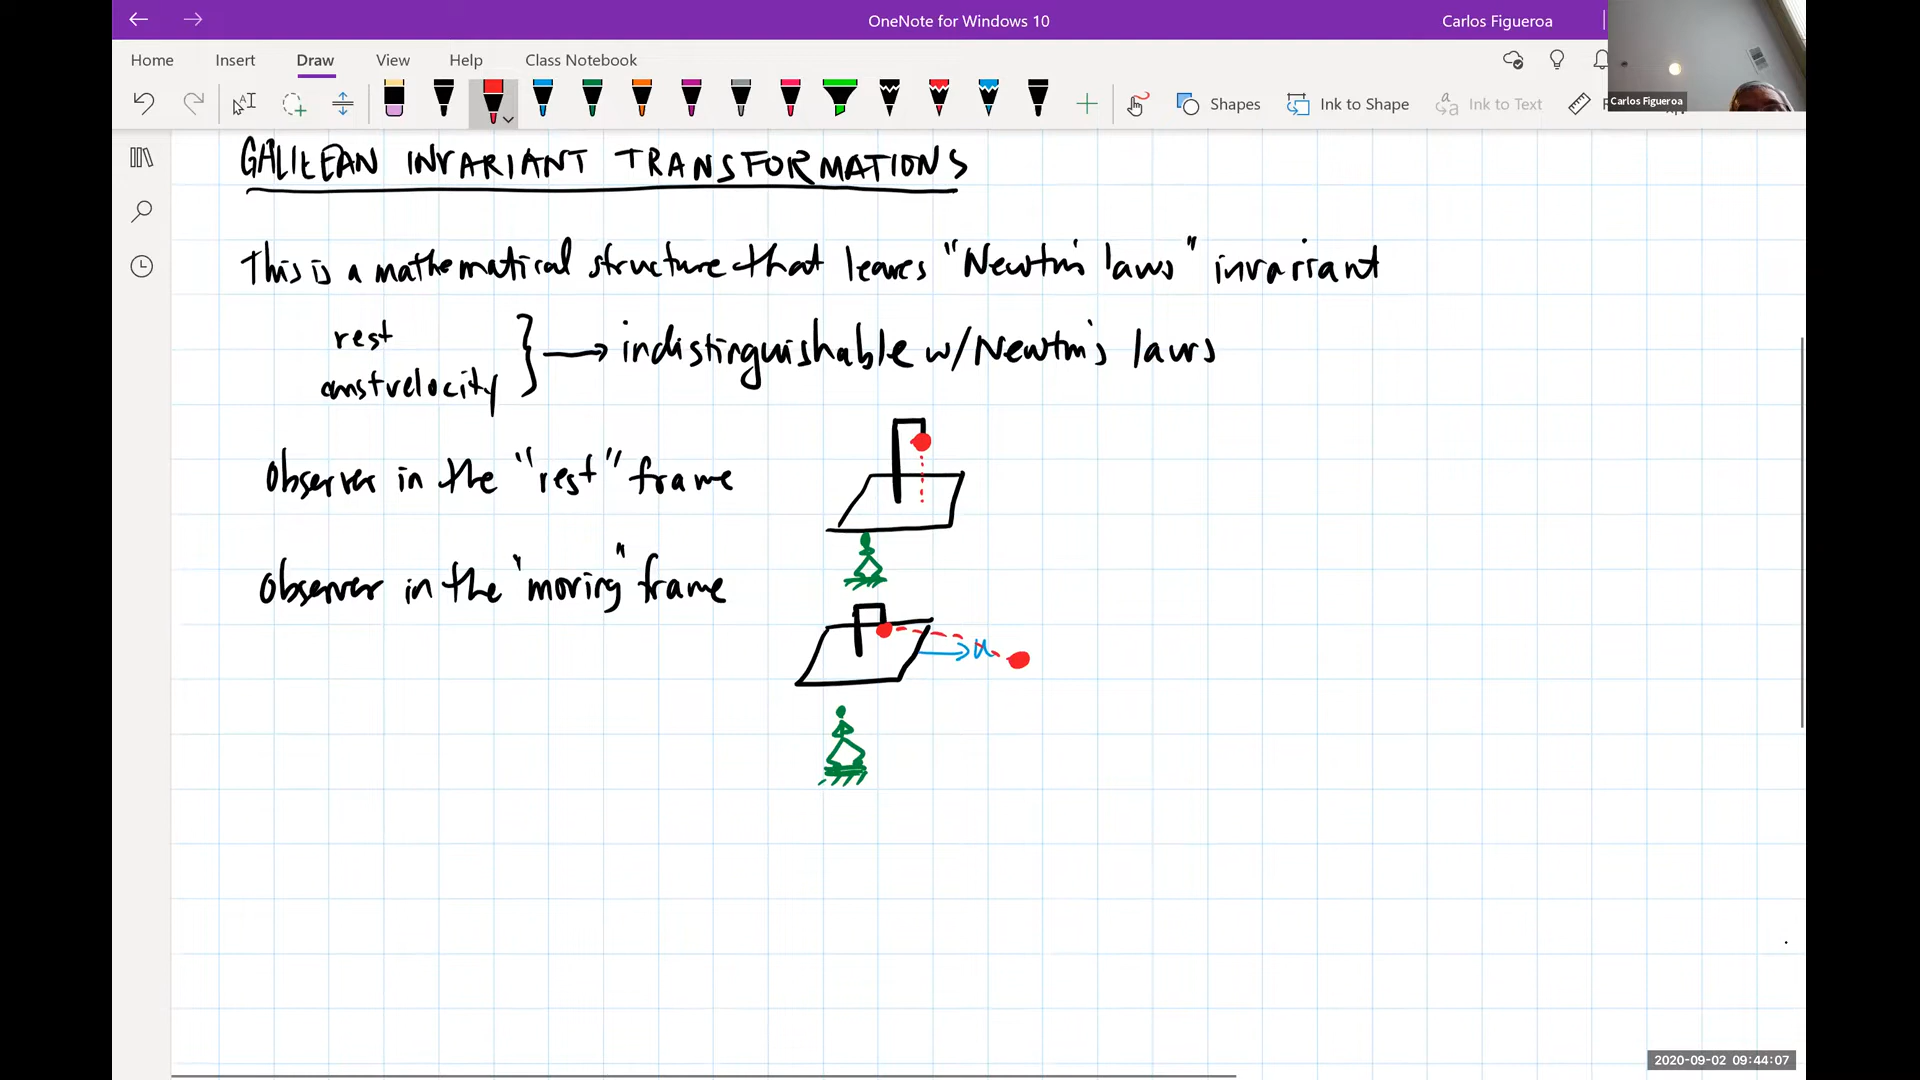 OneNote for Windows 10
Carlos Figueroa
Home Insert Draw View Help Class Notebook
Carlos Figueroa
Shapes Ink to Shape Ink to Text
GALILEAN INVARIANT TRANSFORMATIONS
This is a mathematical structure that leaves "Newton's laws" invariant
rest
const velocity
} → indistinguishable w/ Newton's laws
observer in the "rest" frame
observer in the "moving" frame
u
2020-09-02 09:44:07